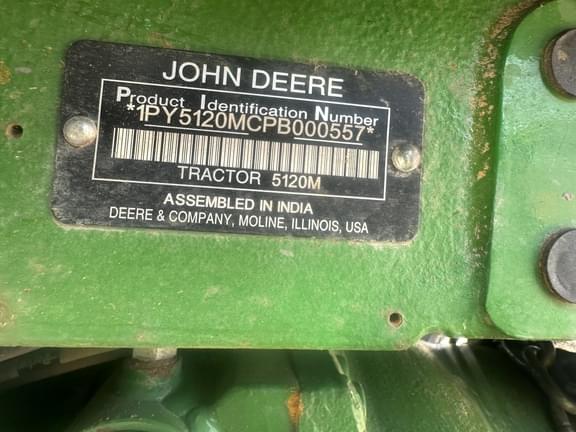 JOHN DEERE
Product Identification Number
*1PY5120MCPB000557*
TRACTOR 5120M
ASSEMBLED IN INDIA
DEERE & COMPANY, MOLINE, ILLINOIS, USA